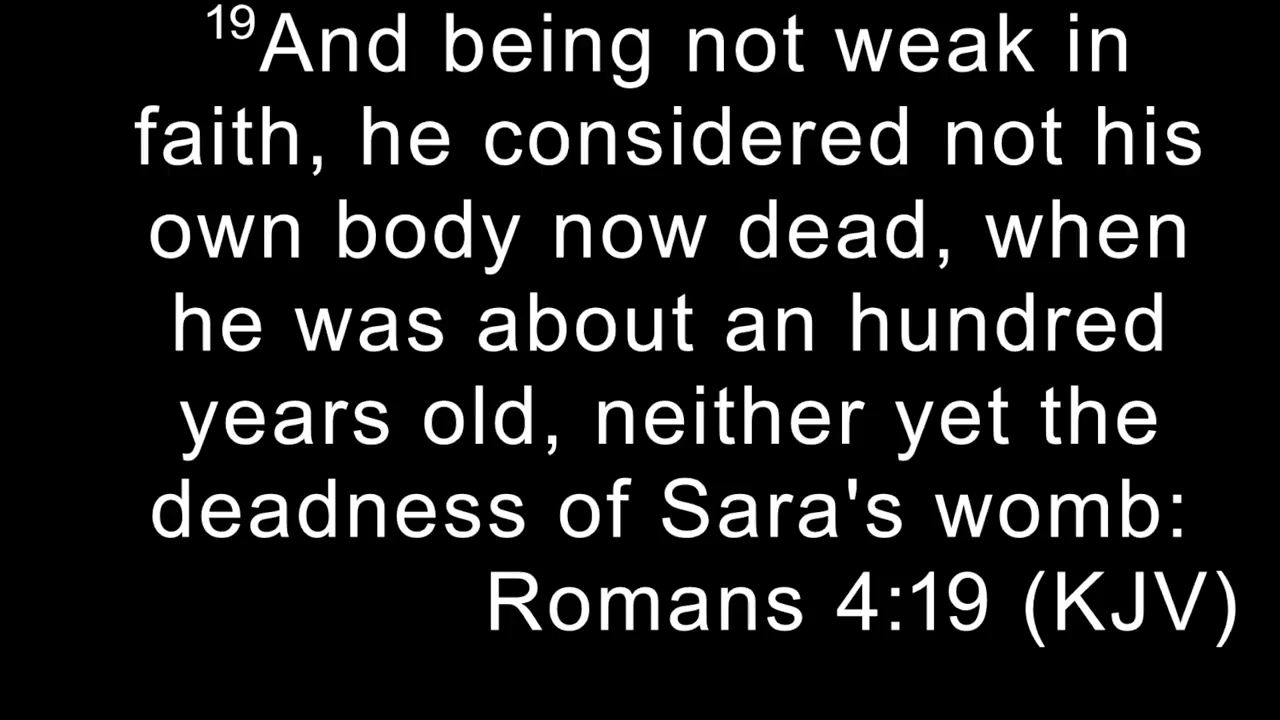 19And being not weak in
faith, he considered not his
own body now dead, when
he was about an hundred
years old, neither yet the
deadness of Sara's womb:
Romans 4:19 (KJV)